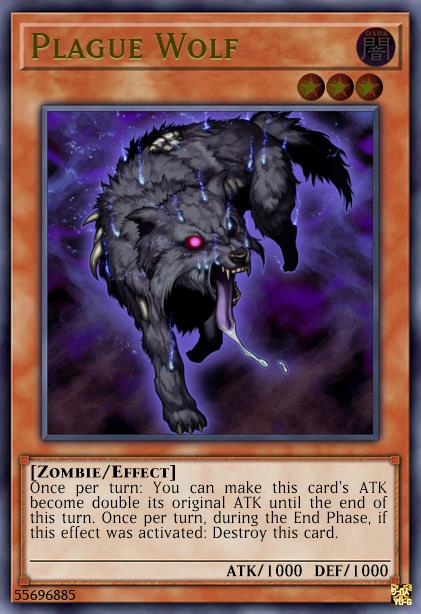 PLAGUE WOLF
DARK
闇
[ZOMBIE/EFFECT]
Once per turn: You can make this card's ATK
become double its original ATK until the end of
this turn. Once per turn, during the End Phase, if
this effect was activated: Destroy this card.
ATK/1000 DEF/1000
55696885